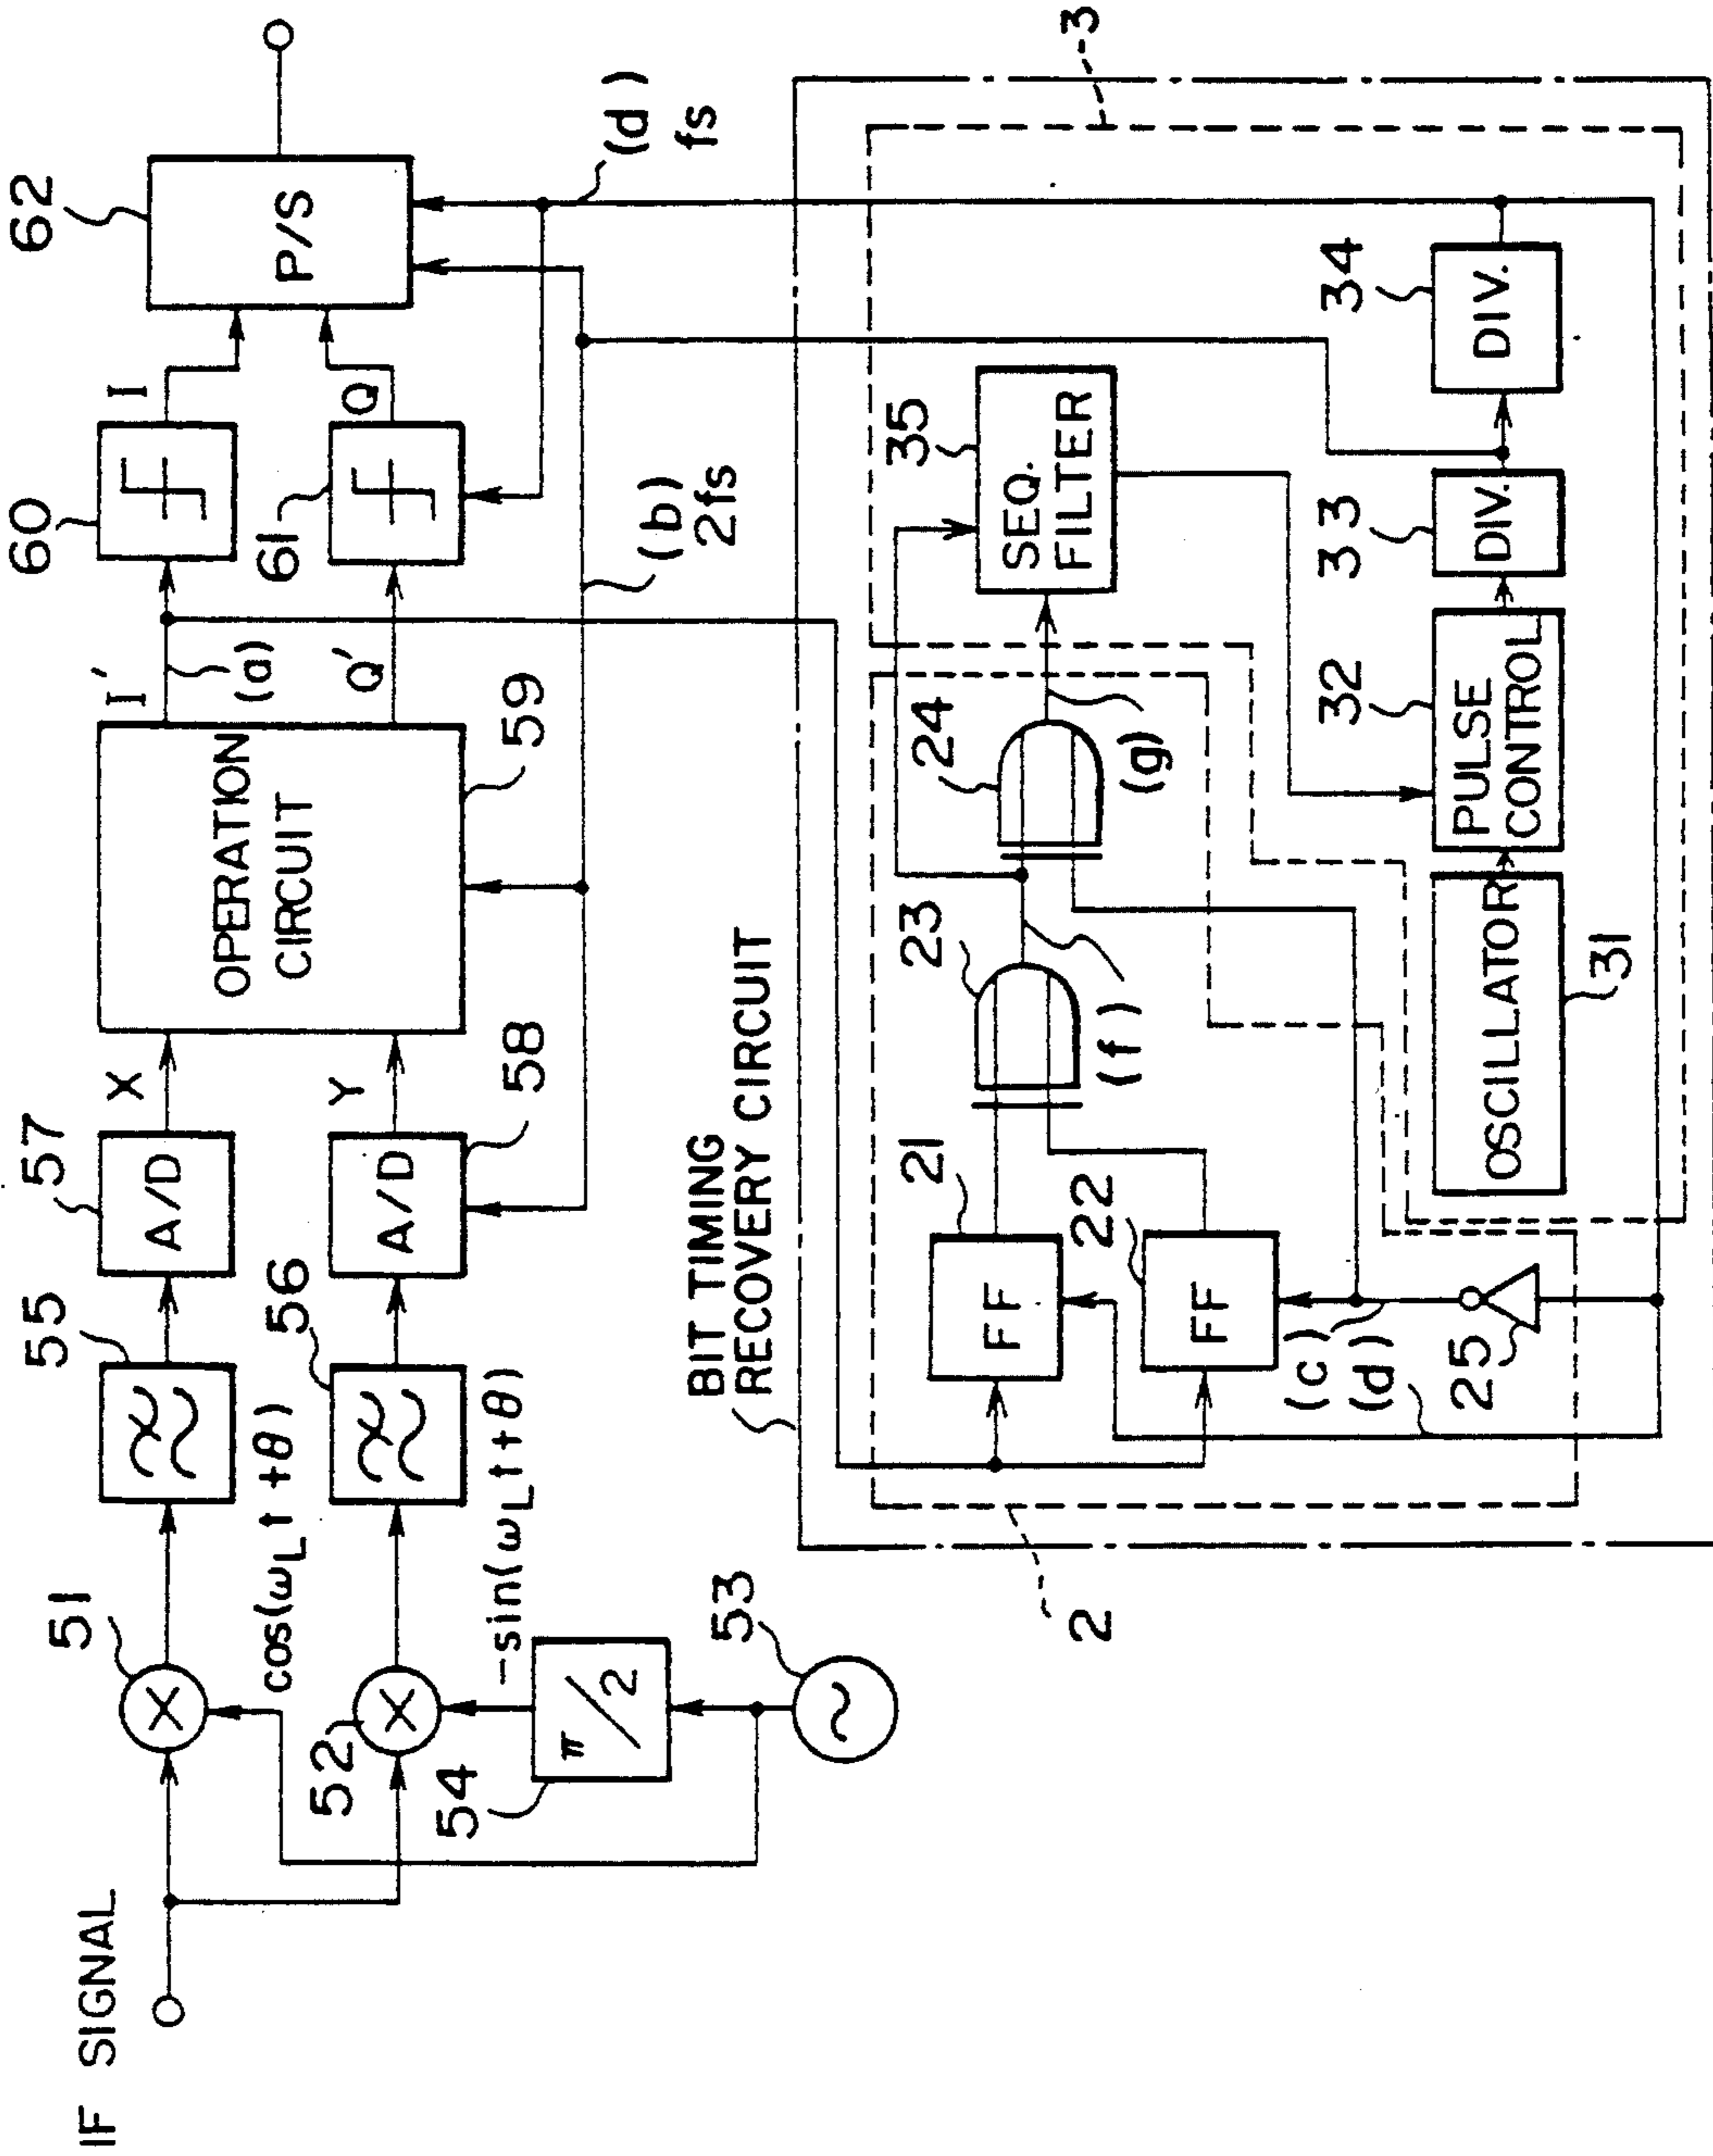 IF SIGNAL
51
55
57
X
OPERATION
CIRCUIT
59
I'
(a)
Q'
60
I
62
P/S
cos(ωLt +θ)
52
56
A/D
Y
58
A/D
61
Q
-sin(ωLt+θ)
54
π/2
53
(b)
2fs
(d)
fs
BIT TIMING
RECOVERY CIRCUIT
2
3
21
FF
22
FF
23
(f)
24
(g)
35
SEQ.
FILTER
(c)
(d)
25
OSCILLATOR
31
32
PULSE
CONTROL
33
DIV.
34
DIV.